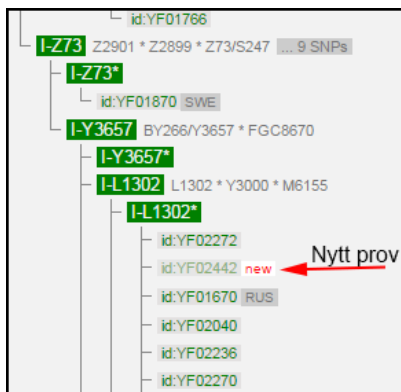 id:YF01766
I-Z73 Z2901 * Z2899 * Z73/S247 ... 9 SNPs
I-Z73*
id:YF01870 SWE
I-Y3657 BY266/Y3657 * FGC8670
I-Y3657*
I-L1302 L1302 * Y3000 * M6155
I-L1302*
id:YF02272
id:YF02442 new Nytt prov
id:YF01670 RUS
id:YF02040
id:YF02236
id:YF02270